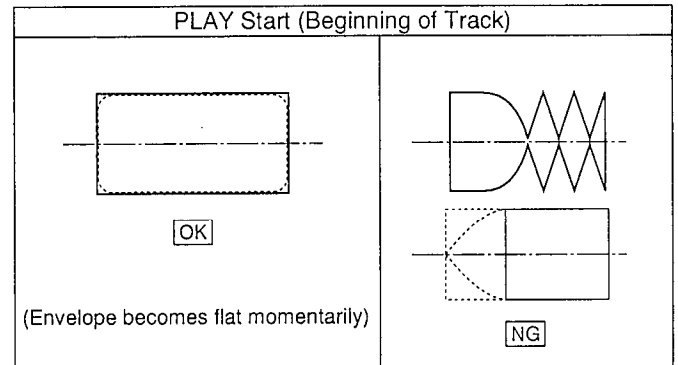 PLAY Start (Beginning of Track)
OK
(Envelope becomes flat momentarily)
NG